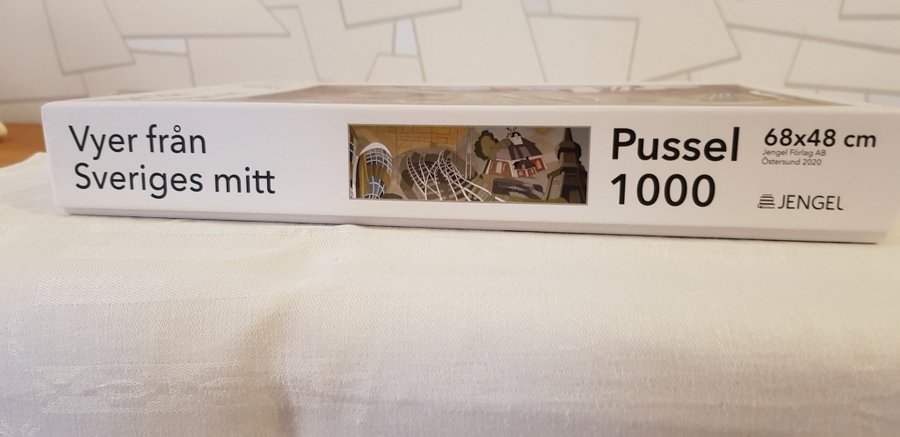 Vyer från
Sveriges mitt
Pussel
1000
68x48 cm
Jengel Förlag AB
Östersund 2020
JENGEL